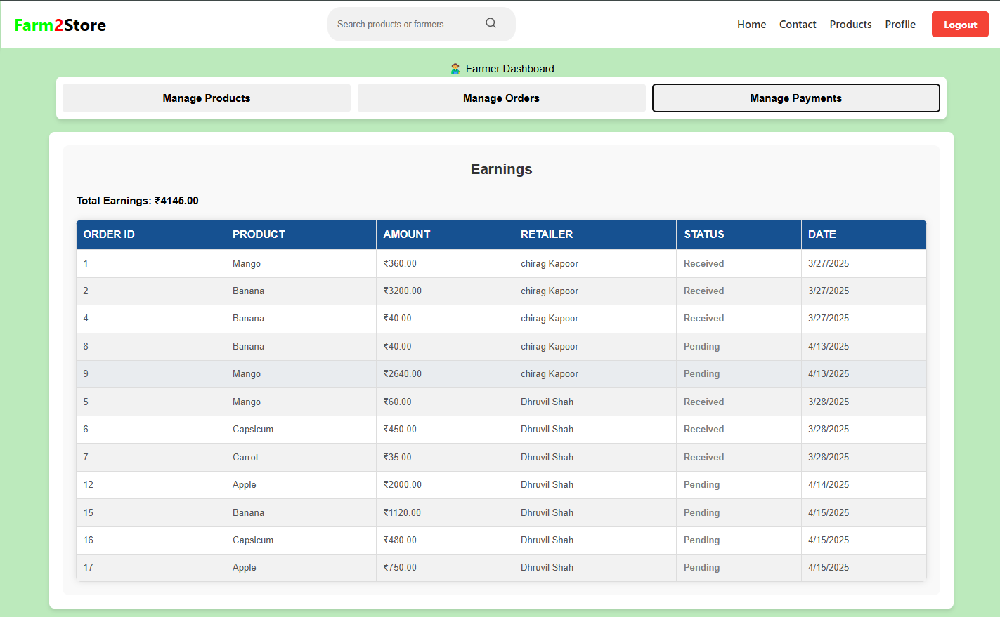 Farm2Store Search products or farmers... Home Contact Products Profile Logout
Farmer Dashboard
Manage Products Manage Orders Manage Payments
Earnings
Total Earnings: ₹4145.00
ORDER ID PRODUCT AMOUNT RETAILER STATUS DATE
1 Mango ₹360.00 chirag Kapoor Received 3/27/2025
2 Banana ₹3200.00 chirag Kapoor Received 3/27/2025
4 Banana ₹40.00 chirag Kapoor Received 3/27/2025
8 Banana ₹40.00 chirag Kapoor Pending 4/13/2025
9 Mango ₹2640.00 chirag Kapoor Pending 4/13/2025
5 Mango ₹60.00 Dhruvil Shah Received 3/28/2025
6 Capsicum ₹450.00 Dhruvil Shah Received 3/28/2025
7 Carrot ₹35.00 Dhruvil Shah Received 3/28/2025
12 Apple ₹2000.00 Dhruvil Shah Pending 4/14/2025
15 Banana ₹1120.00 Dhruvil Shah Pending 4/15/2025
16 Capsicum ₹480.00 Dhruvil Shah Pending 4/15/2025
17 Apple ₹750.00 Dhruvil Shah Pending 4/15/2025